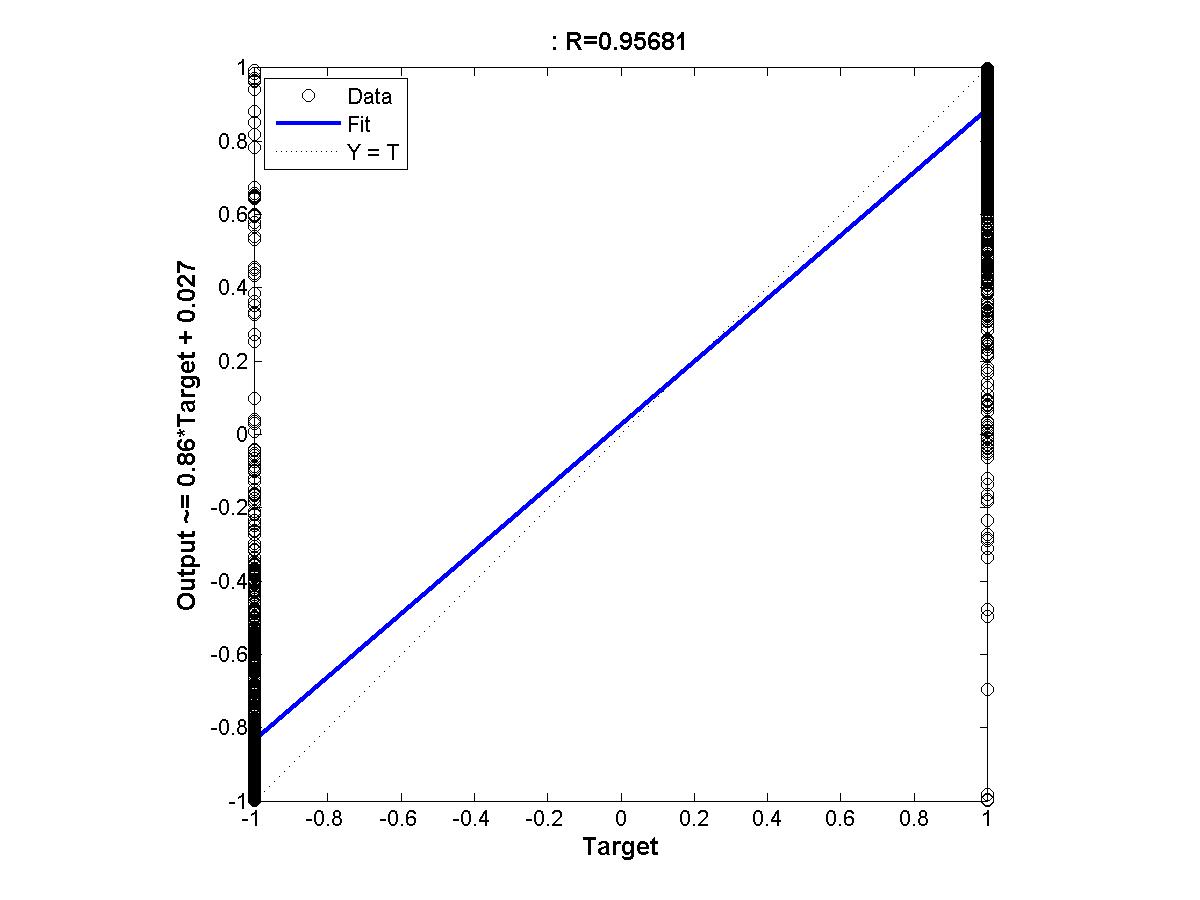 : R=0.95681
Data
Fit
Y = T
1
0.8
0.6
0.4
0.2
0
-0.2
-0.4
-0.6
-0.8
-1
Output ~= 0.86*Target + 0.027
-1 -0.8 -0.6 -0.4 -0.2 0 0.2 0.4 0.6 0.8 1
Target